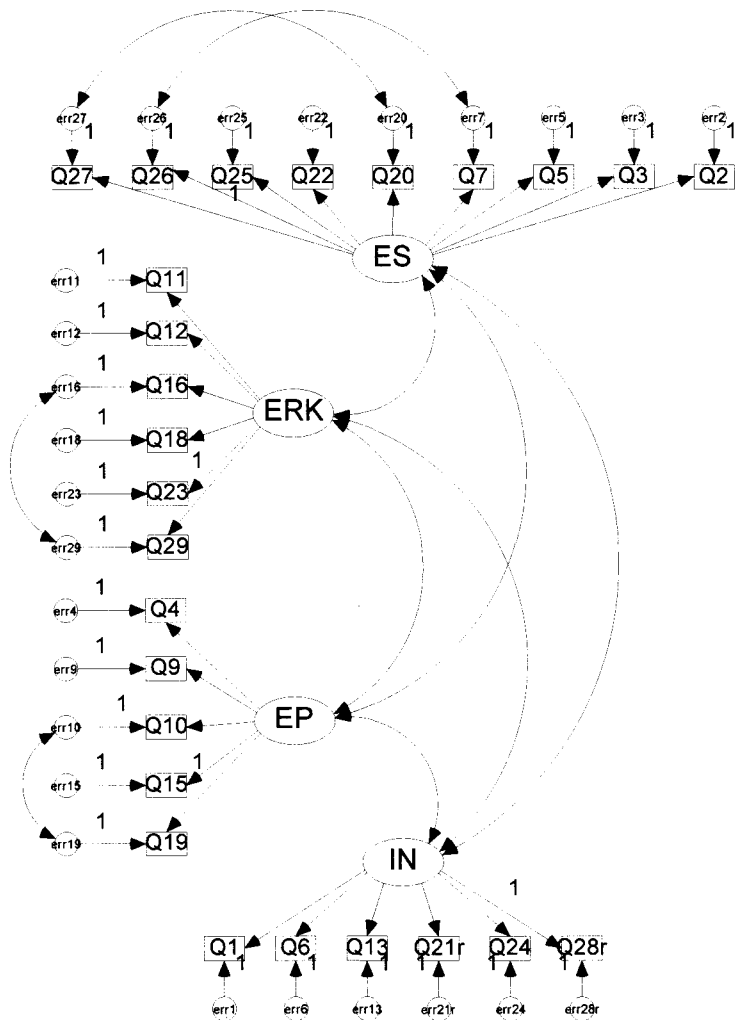 err27 err26 err25 err22 err20 err7 err5 err3 err2
1 1 1 1 1 1 1 1 1
Q27 Q26 Q25 Q22 Q20 Q7 Q5 Q3 Q2
1
ES
1
err11 Q11
1
err12 Q12
1
err16 Q16
ERK
1
err18 Q18
1
1
err23 Q23
1
err29 Q29
1
err4 Q4
1
err9 Q9
1
err10 Q10
EP
1
1
err15 Q15
1
err19 Q19
IN
1
Q1 Q6 Q13 Q21r Q24 Q28r
1 1 1 1 1 1
err1 err6 err13 err21r err24 err28r